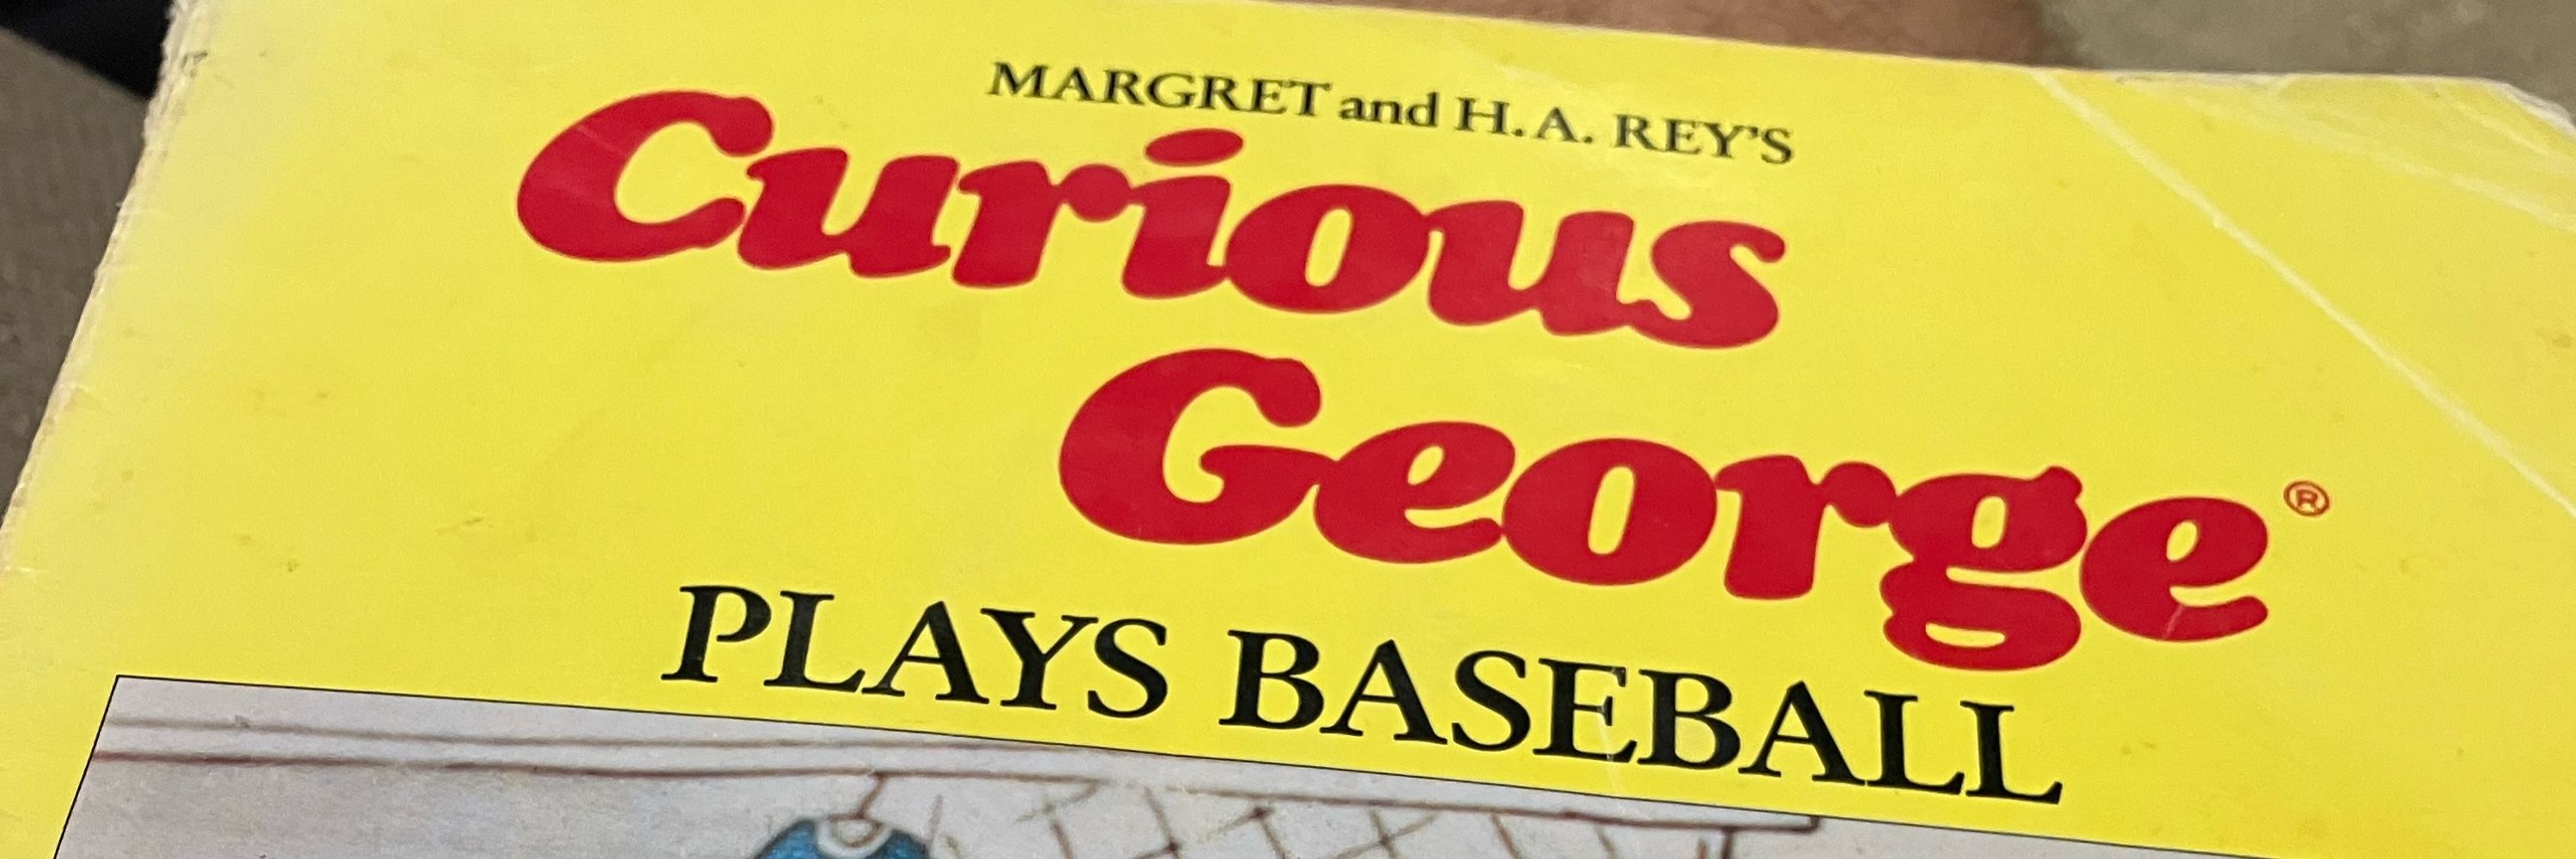 MARGRET and H.A. REY'S
Curious
George®
PLAYS BASEBALL